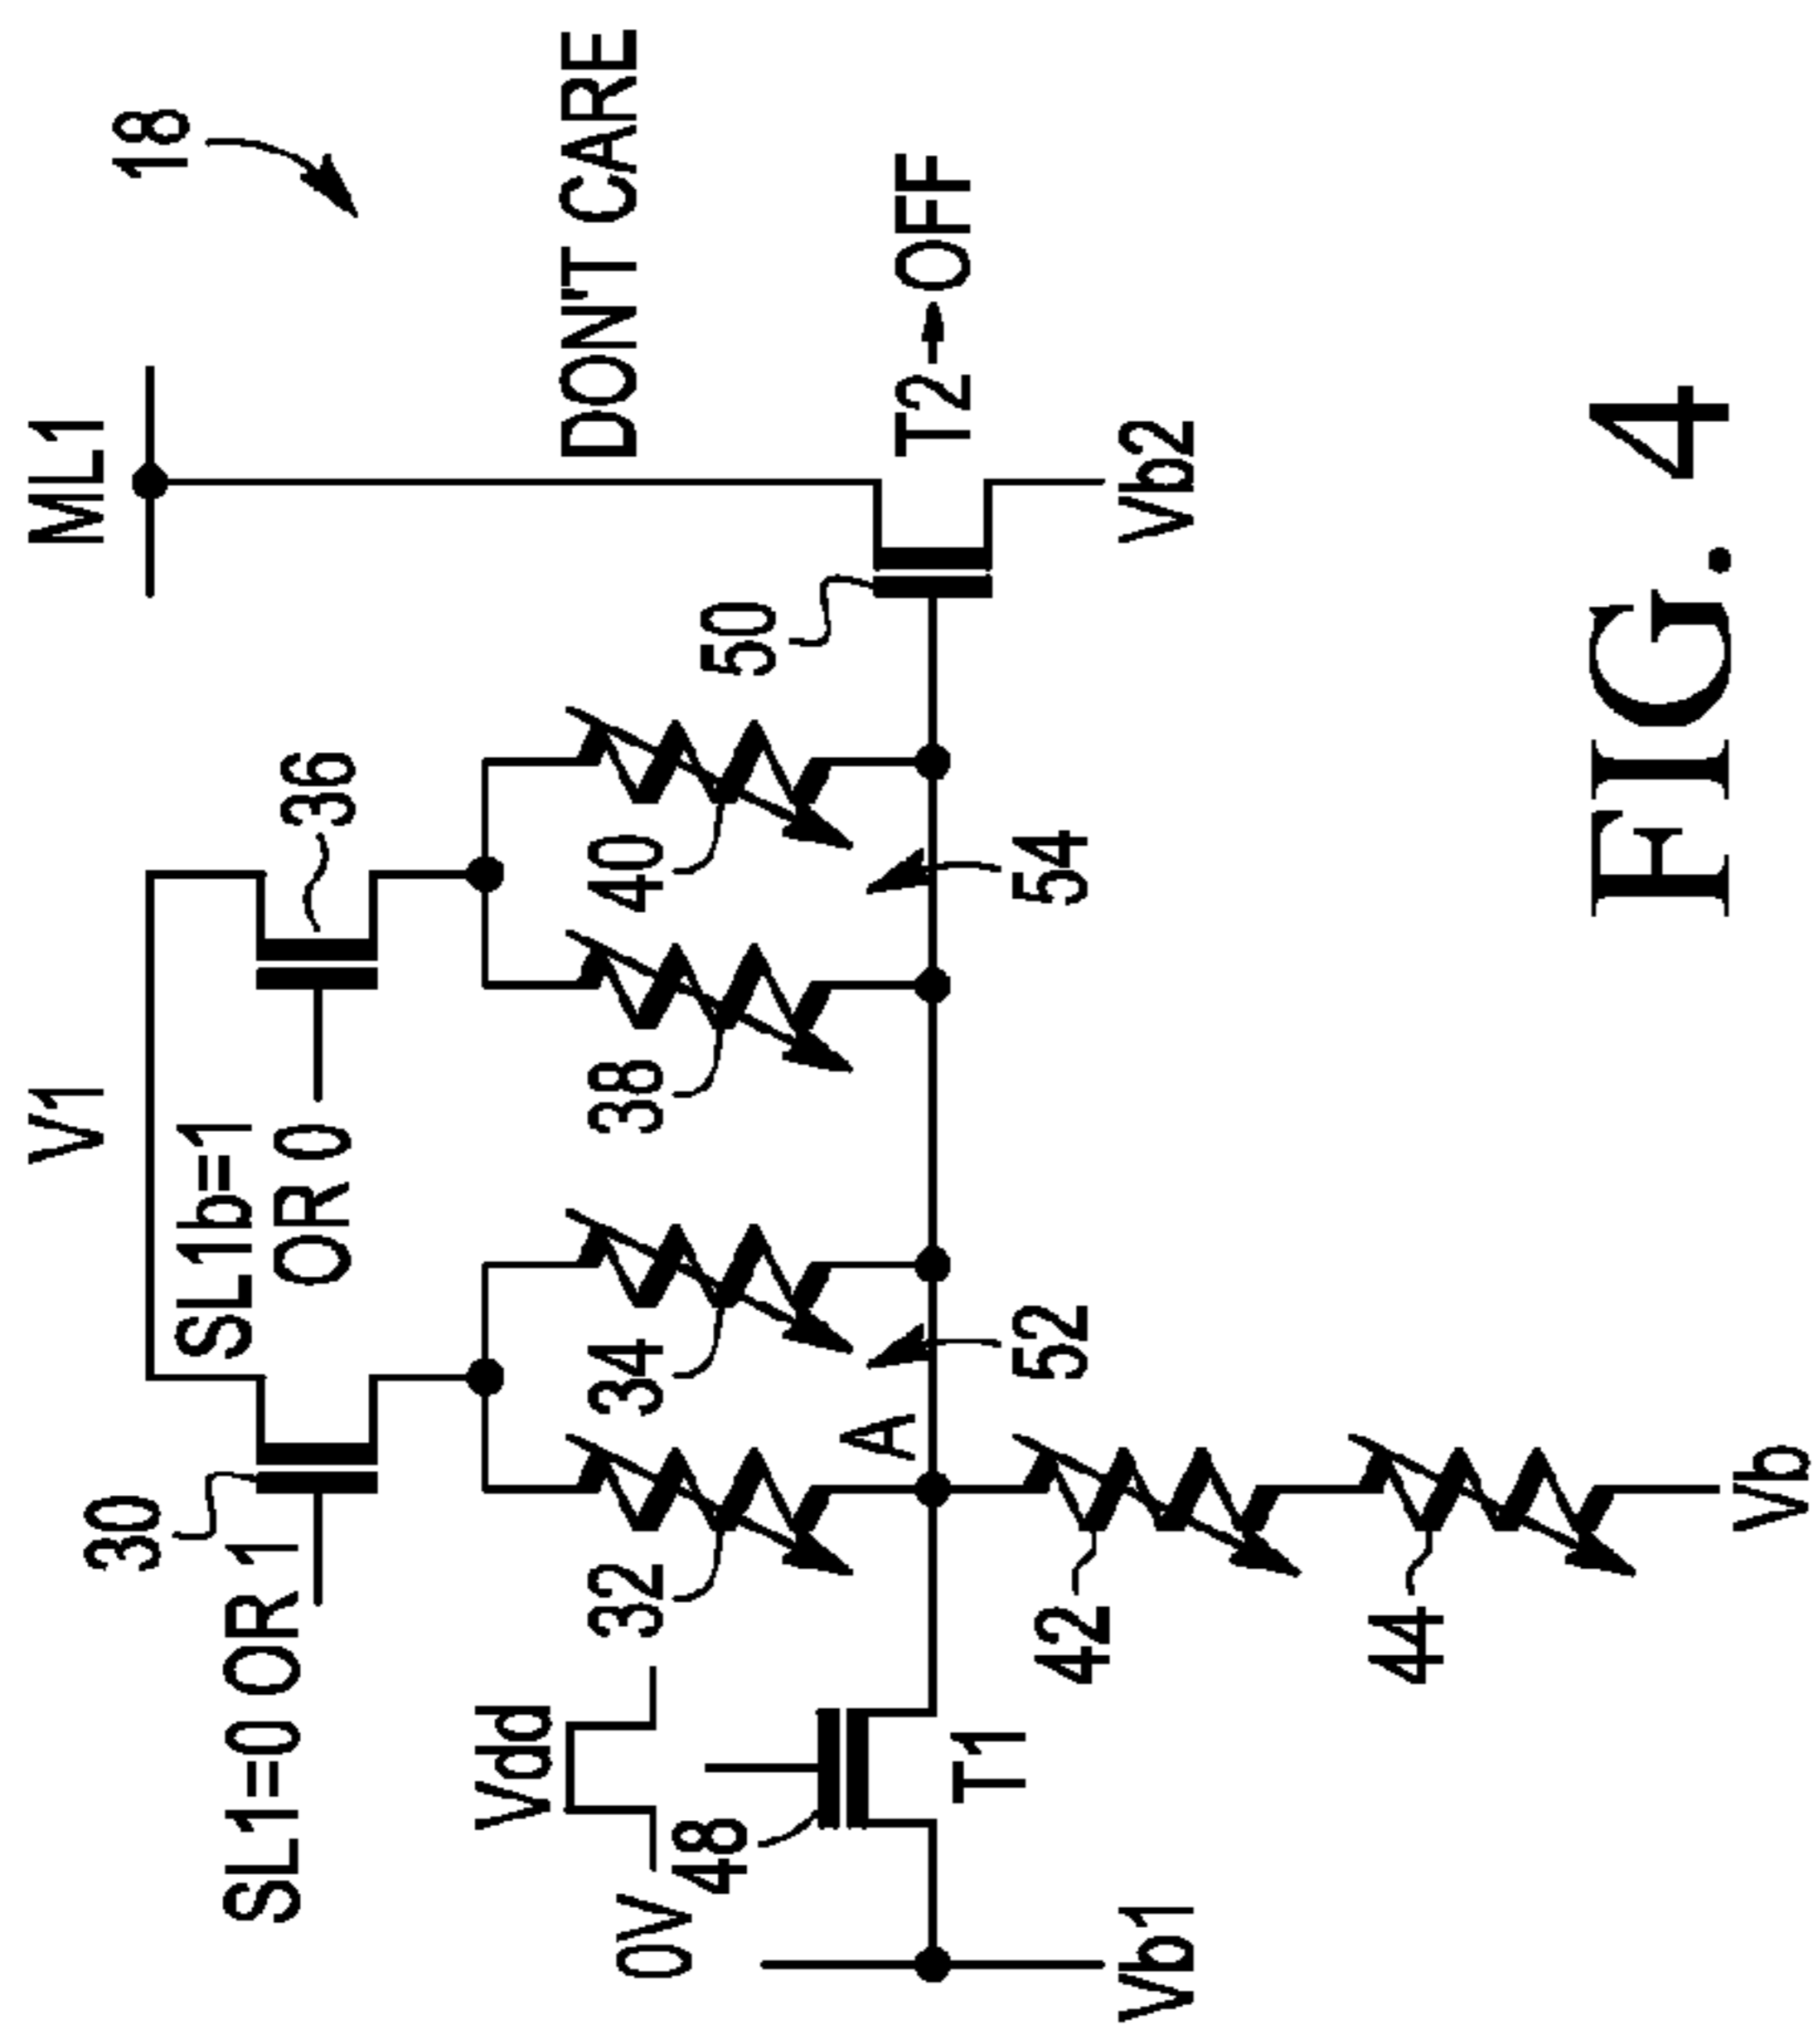 18
V1
ML1
30
SL1=0 OR 1
SL1b=1
OR 0
36
Vdd
0V
48
32
34
38
40
50
DON'T CARE
T2→OFF
A
T1
52
54
42
44
Vb1
Vb2
Vb
FIG. 4